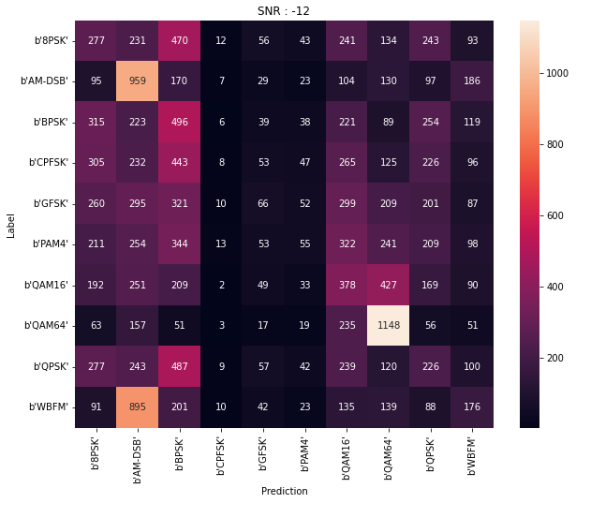 SNR : -12
b'8PSK' 277 231 470 12 56 43 241 134 243 93
b'AM-DSB' 95 959 170 7 29 23 104 130 97 186
b'BPSK' 315 223 496 6 39 38 221 89 254 119
b'CPFSK' 305 232 443 8 53 47 265 125 226 96
b'GFSK' 260 295 321 10 66 52 299 209 201 87
b'PAM4' 211 254 344 13 53 55 322 241 209 98
b'QAM16' 192 251 209 2 49 33 378 427 169 90
b'QAM64' 63 157 51 3 17 19 235 1148 56 51
b'QPSK' 277 243 487 9 57 42 239 120 226 100
b'WBFM' 91 895 201 10 42 23 135 139 88 176
b'8PSK' b'AM-DSB' b'BPSK' b'CPFSK' b'GFSK' b'PAM4' b'QAM16' b'QAM64' b'QPSK' b'WBFM'
Label
Prediction
1000
800
600
400
200